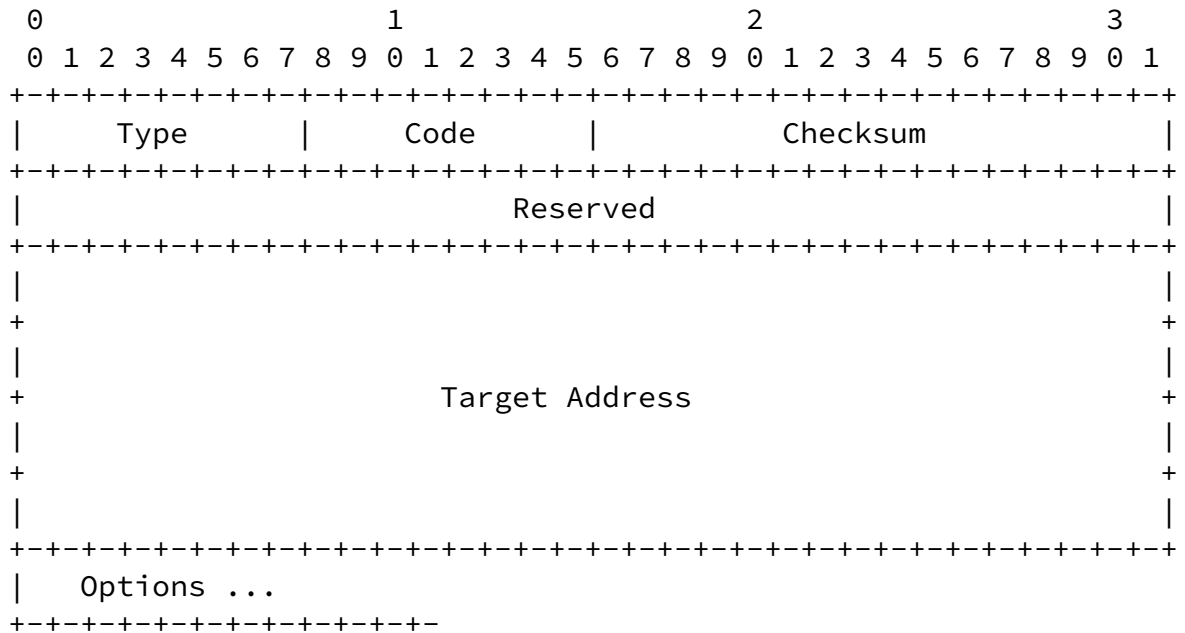 0                   1                   2                   3
 0 1 2 3 4 5 6 7 8 9 0 1 2 3 4 5 6 7 8 9 0 1 2 3 4 5 6 7 8 9 0 1
+-+-+-+-+-+-+-+-+-+-+-+-+-+-+-+-+-+-+-+-+-+-+-+-+-+-+-+-+-+-+-+-+
|     Type      |     Code      |          Checksum             |
+-+-+-+-+-+-+-+-+-+-+-+-+-+-+-+-+-+-+-+-+-+-+-+-+-+-+-+-+-+-+-+-+
|                           Reserved                            |
+-+-+-+-+-+-+-+-+-+-+-+-+-+-+-+-+-+-+-+-+-+-+-+-+-+-+-+-+-+-+-+-+
|                                                               |
+                                                               +
|                                                               |
+                       Target Address                          +
|                                                               |
+                                                               +
|                                                               |
+-+-+-+-+-+-+-+-+-+-+-+-+-+-+-+-+-+-+-+-+-+-+-+-+-+-+-+-+-+-+-+-+
|   Options ...
+-+-+-+-+-+-+-+-+-+-+-+-